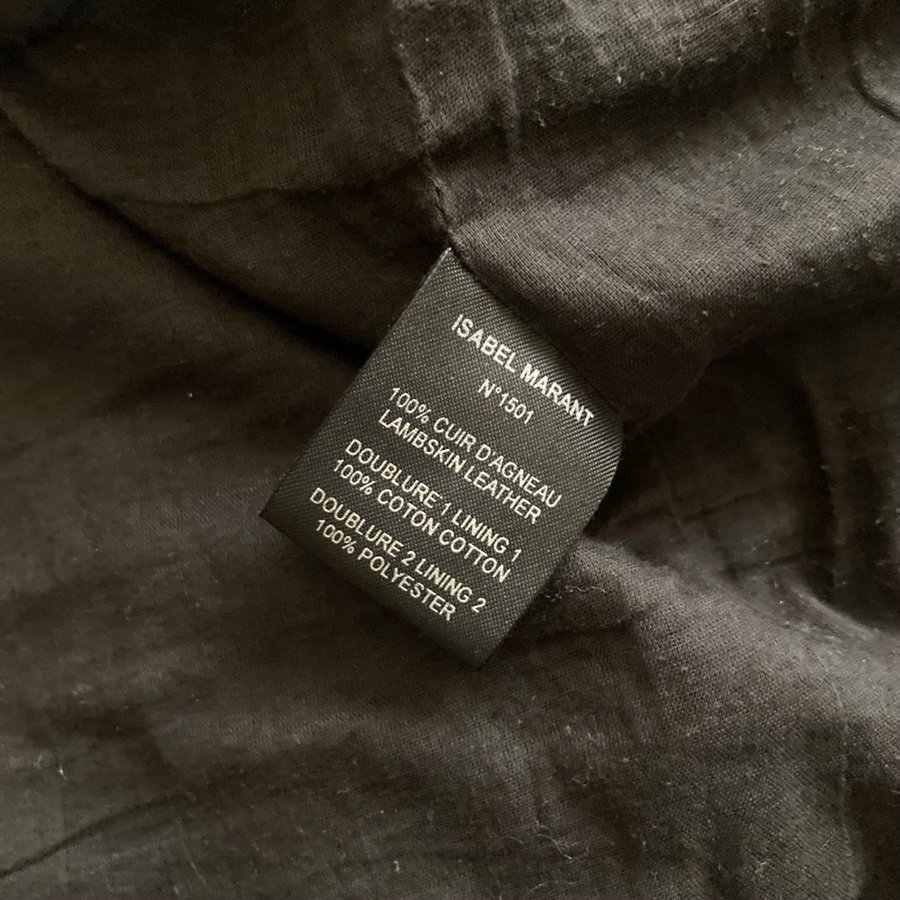 ISABEL MARANT
N°1501
100% CUIR D'AGNEAU
LAMBSKIN LEATHER
DOUBLURE 1 LINING 1
100% COTON COTTON
DOUBLURE 2 LINING 2
100% POLYESTER